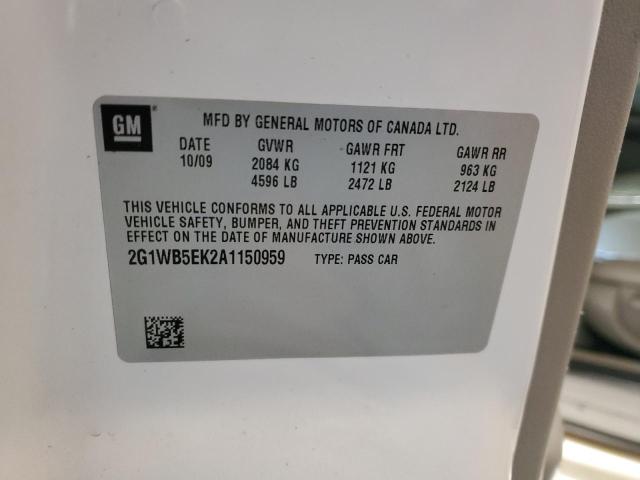 GM
MFD BY GENERAL MOTORS OF CANADA LTD.
DATE GVWR GAWR FRT GAWR RR
10/09 2084 KG 1121 KG 963 KG
4596 LB 2472 LB 2124 LB
THIS VEHICLE CONFORMS TO ALL APPLICABLE U.S. FEDERAL MOTOR
VEHICLE SAFETY, BUMPER, AND THEFT PREVENTION STANDARDS IN
EFFECT ON THE DATE OF MANUFACTURE SHOWN ABOVE.
2G1WB5EK2A1150959 TYPE: PASS CAR